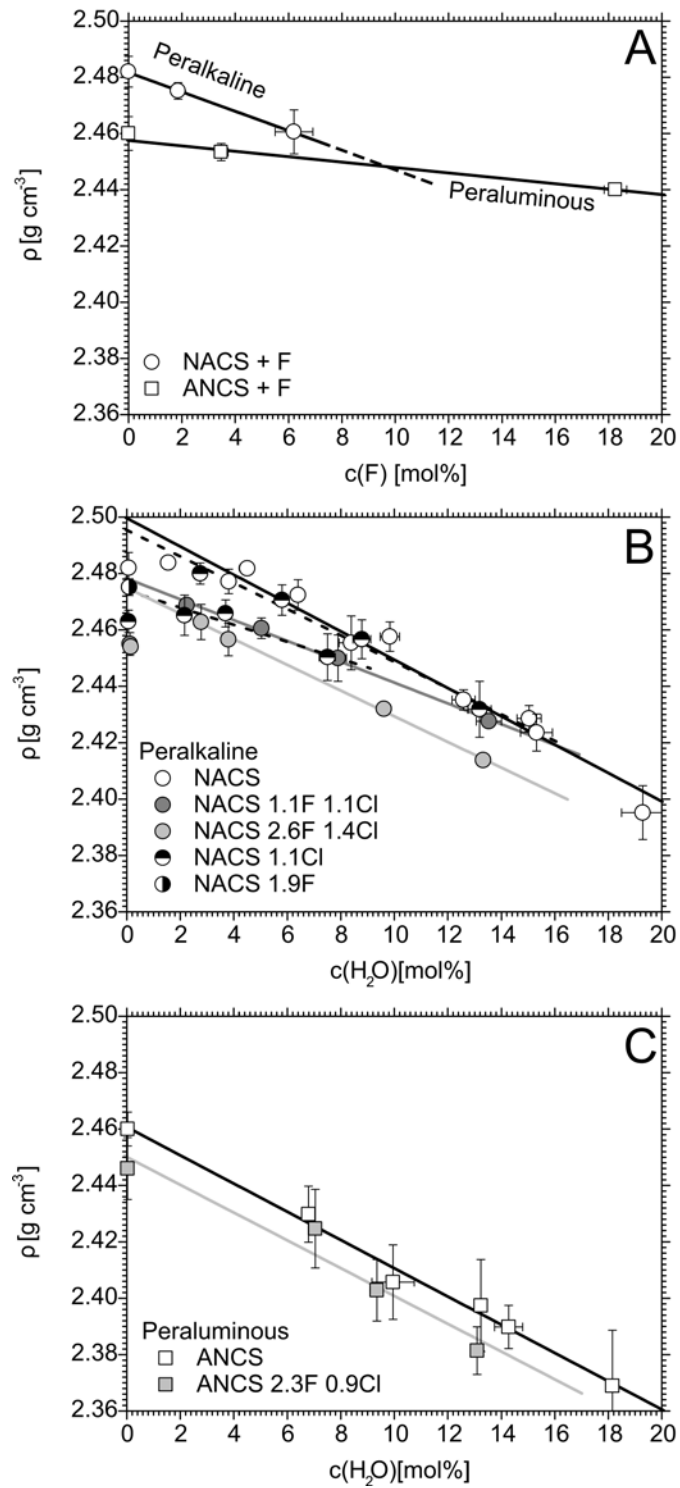 A
2.50
2.48
2.46
2.44
2.42
2.40
2.38
2.36
ρ [g cm⁻³]
Peralkaline
Peraluminous
NACS + F
ANCS + F
0 2 4 6 8 10 12 14 16 18 20
c(F) [mol%]
B
2.50
2.48
2.46
2.44
2.42
2.40
2.38
2.36
ρ [g cm⁻³]
Peralkaline
NACS
NACS 1.1F 1.1Cl
NACS 2.6F 1.4Cl
NACS 1.1Cl
NACS 1.9F
0 2 4 6 8 10 12 14 16 18 20
c(H₂O)[mol%]
C
2.50
2.48
2.46
2.44
2.42
2.40
2.38
2.36
ρ [g cm⁻³]
Peraluminous
ANCS
ANCS 2.3F 0.9Cl
0 2 4 6 8 10 12 14 16 18 20
c(H₂O)[mol%]